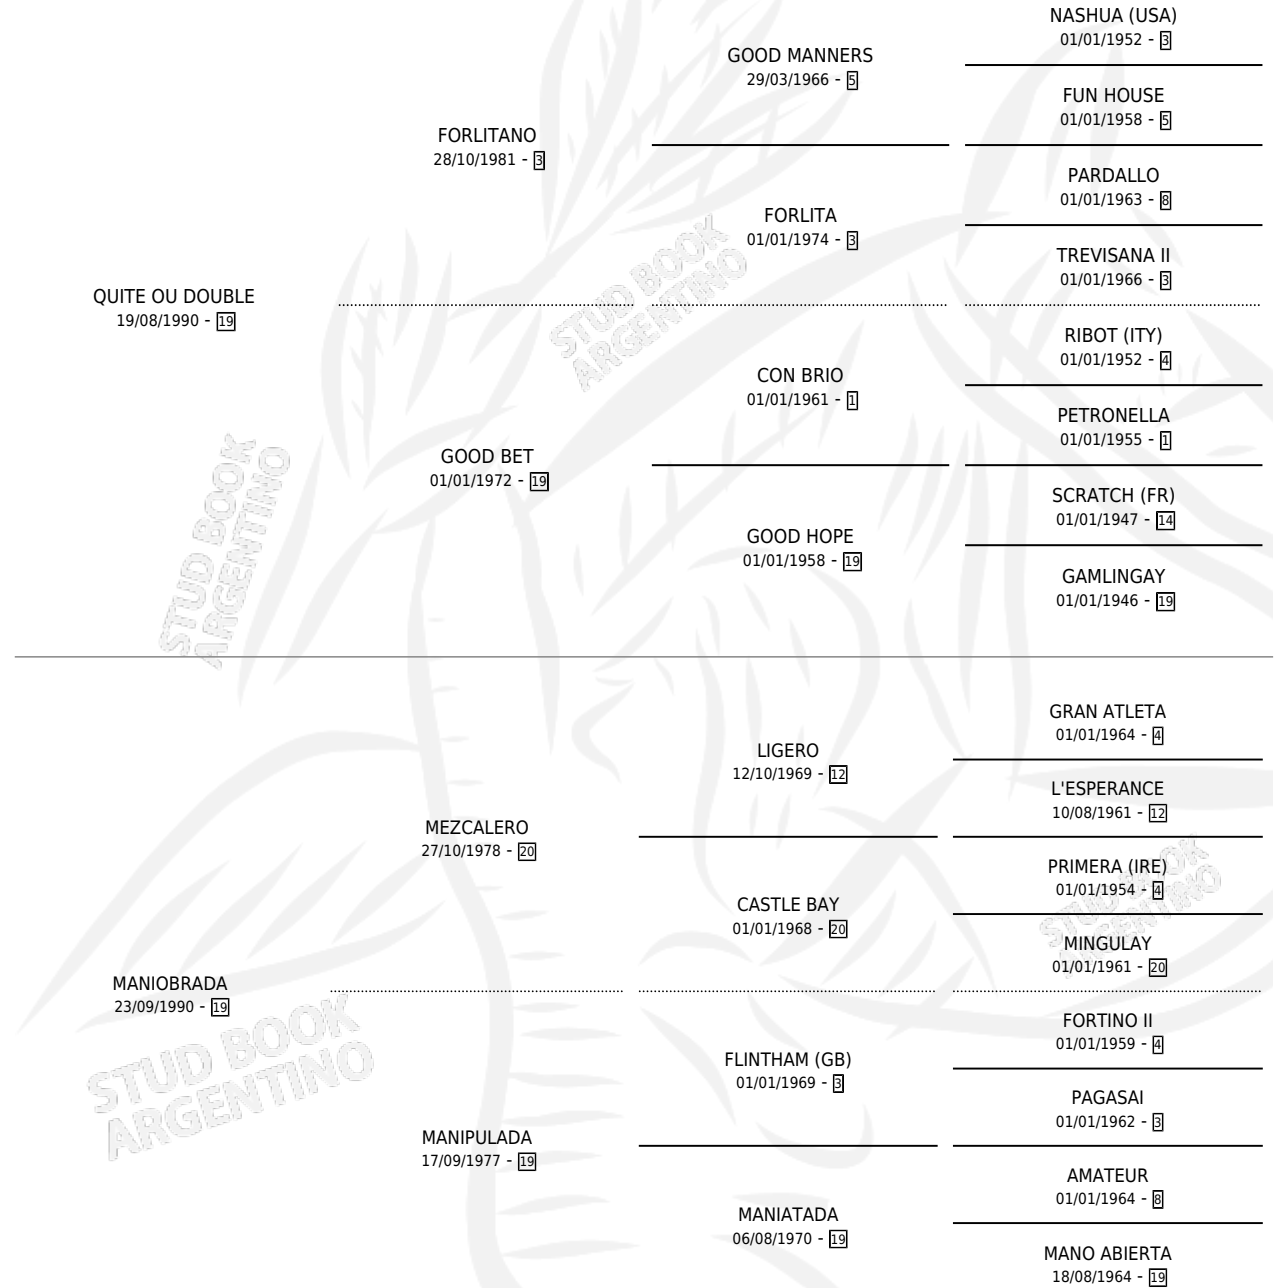 NASHUA (USA)
01/01/1952 - 3
GOOD MANNERS
29/03/1966 - 5
FUN HOUSE
01/01/1958 - 5
FORLITANO
28/10/1981 - 3
PARDALLO
01/01/1963 - 8
FORLITA
01/01/1974 - 3
TREVISANA II
01/01/1966 - 3
QUITE OU DOUBLE
19/08/1990 - 19
RIBOT (ITY)
01/01/1952 - 4
CON BRIO
01/01/1961 - 1
PETRONELLA
01/01/1955 - 1
GOOD BET
01/01/1972 - 19
SCRATCH (FR)
01/01/1947 - 14
GOOD HOPE
01/01/1958 - 19
GAMLINGAY
01/01/1946 - 19
GRAN ATLETA
01/01/1964 - 4
LIGERO
12/10/1969 - 12
L'ESPERANCE
10/08/1961 - 12
MEZCALERO
27/10/1978 - 20
PRIMERA (IRE)
01/01/1954 - 4
CASTLE BAY
01/01/1968 - 20
MINGULAY
01/01/1961 - 20
MANIOBRADA
23/09/1990 - 19
FORTINO II
01/01/1959 - 4
FLINTHAM (GB)
01/01/1969 - 3
PAGASAI
01/01/1962 - 3
MANIPULADA
17/09/1977 - 19
AMATEUR
01/01/1964 - 8
MANIATADA
06/08/1970 - 19
MANO ABIERTA
18/08/1964 - 19
STUD BOOK
ARGENTINO
STUD BOOK
ARGENTINO
STUD BOOK
ARGENTINO
STUD BOOK
ARGENTINO